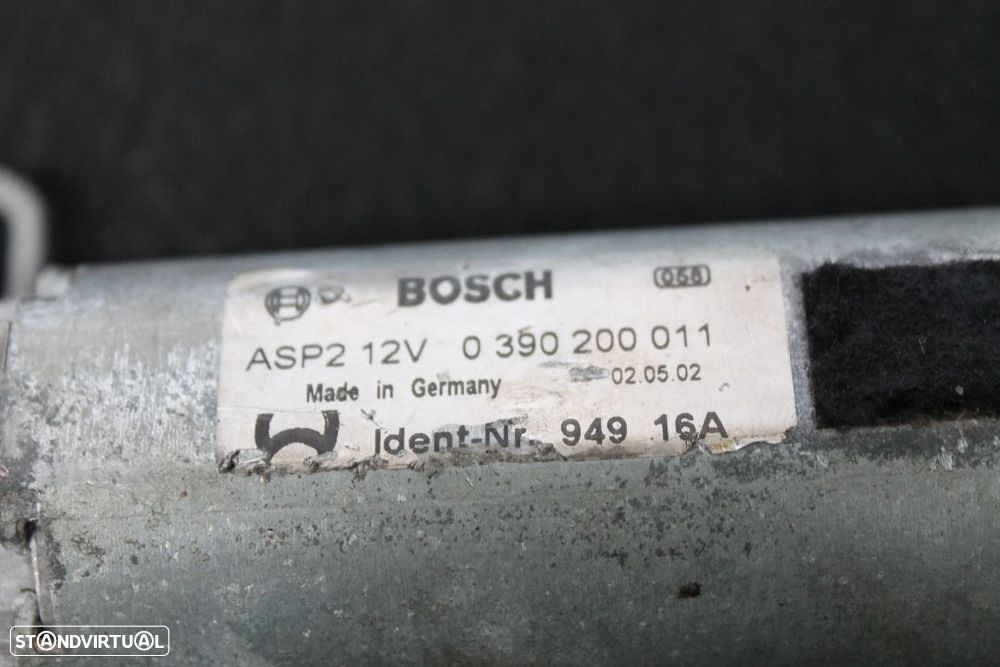 BOSCH 058
ASP2 12V 0 390 200 011
Made in Germany 02.05.02
Ident-Nr. 949 16A
STANDVIRTUAL